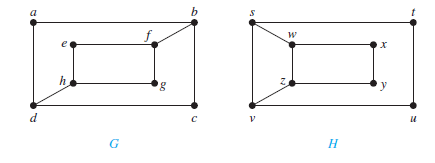 a b s t
e f w x
h g z y
d c v u
G H